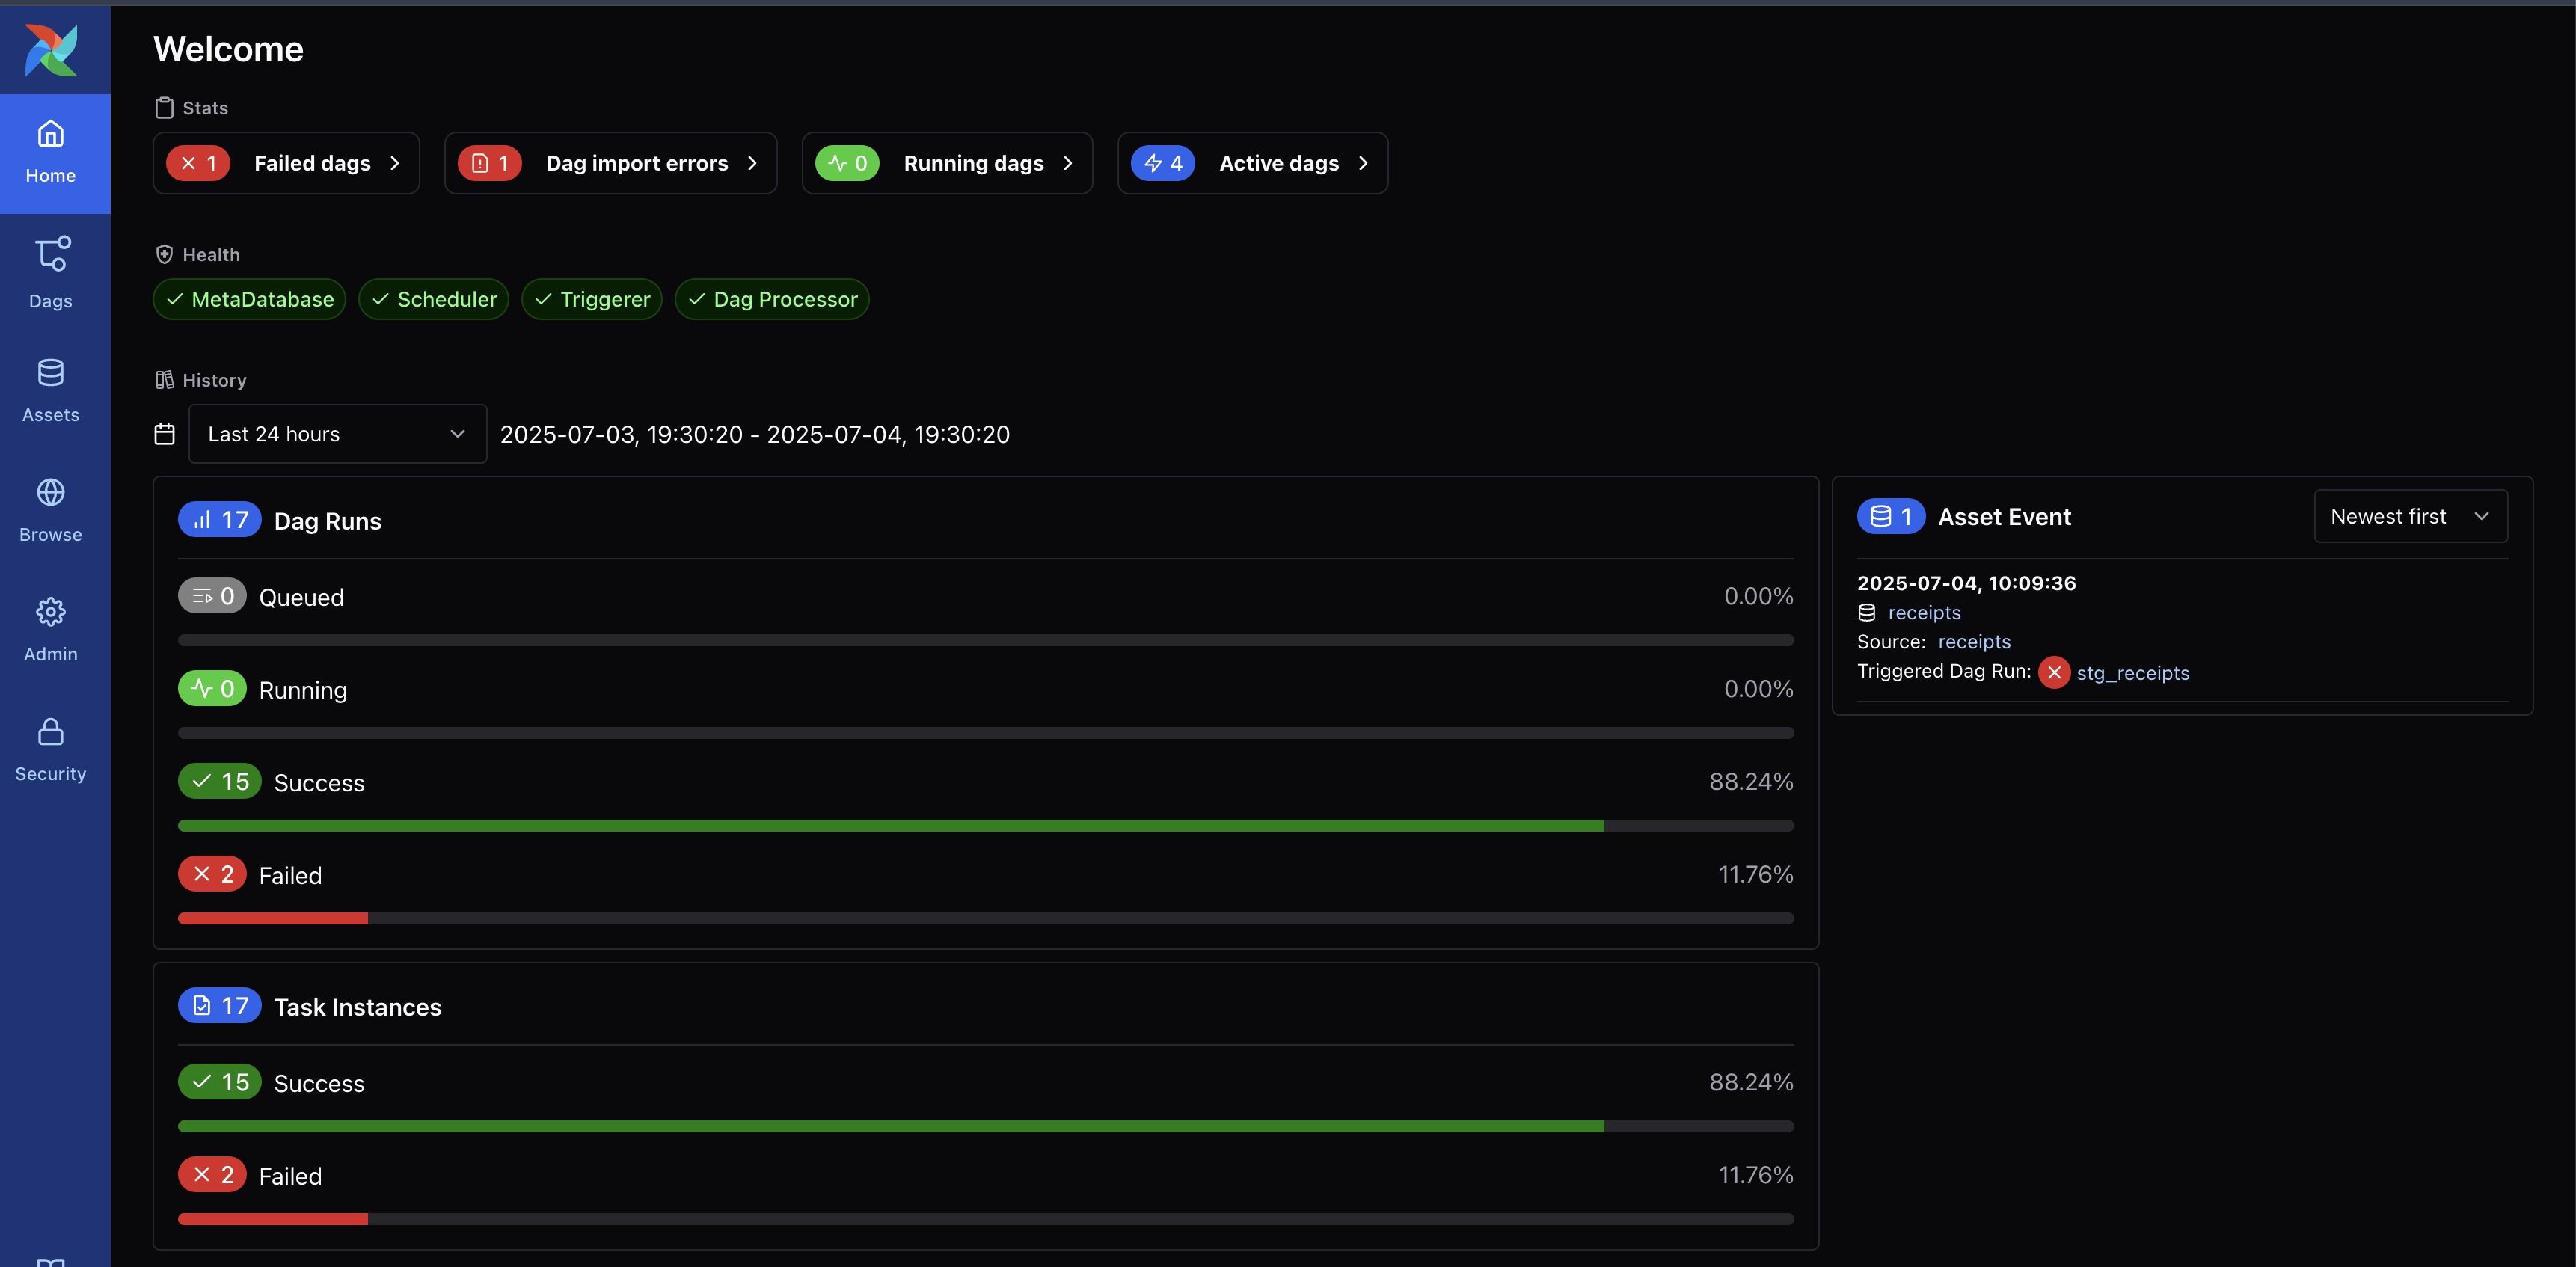 Welcome
Stats
1 Failed dags
1 Dag import errors
0 Running dags
4 Active dags
Health
MetaDatabase
Scheduler
Triggerer
Dag Processor
History
Last 24 hours
2025-07-03, 19:30:20 - 2025-07-04, 19:30:20
17 Dag Runs
0 Queued 0.00%
0 Running 0.00%
15 Success 88.24%
2 Failed 11.76%
17 Task Instances
15 Success 88.24%
2 Failed 11.76%
1 Asset Event
Newest first
2025-07-04, 10:09:36
receipts
Source: receipts
Triggered Dag Run: stg_receipts
Home
Dags
Assets
Browse
Admin
Security